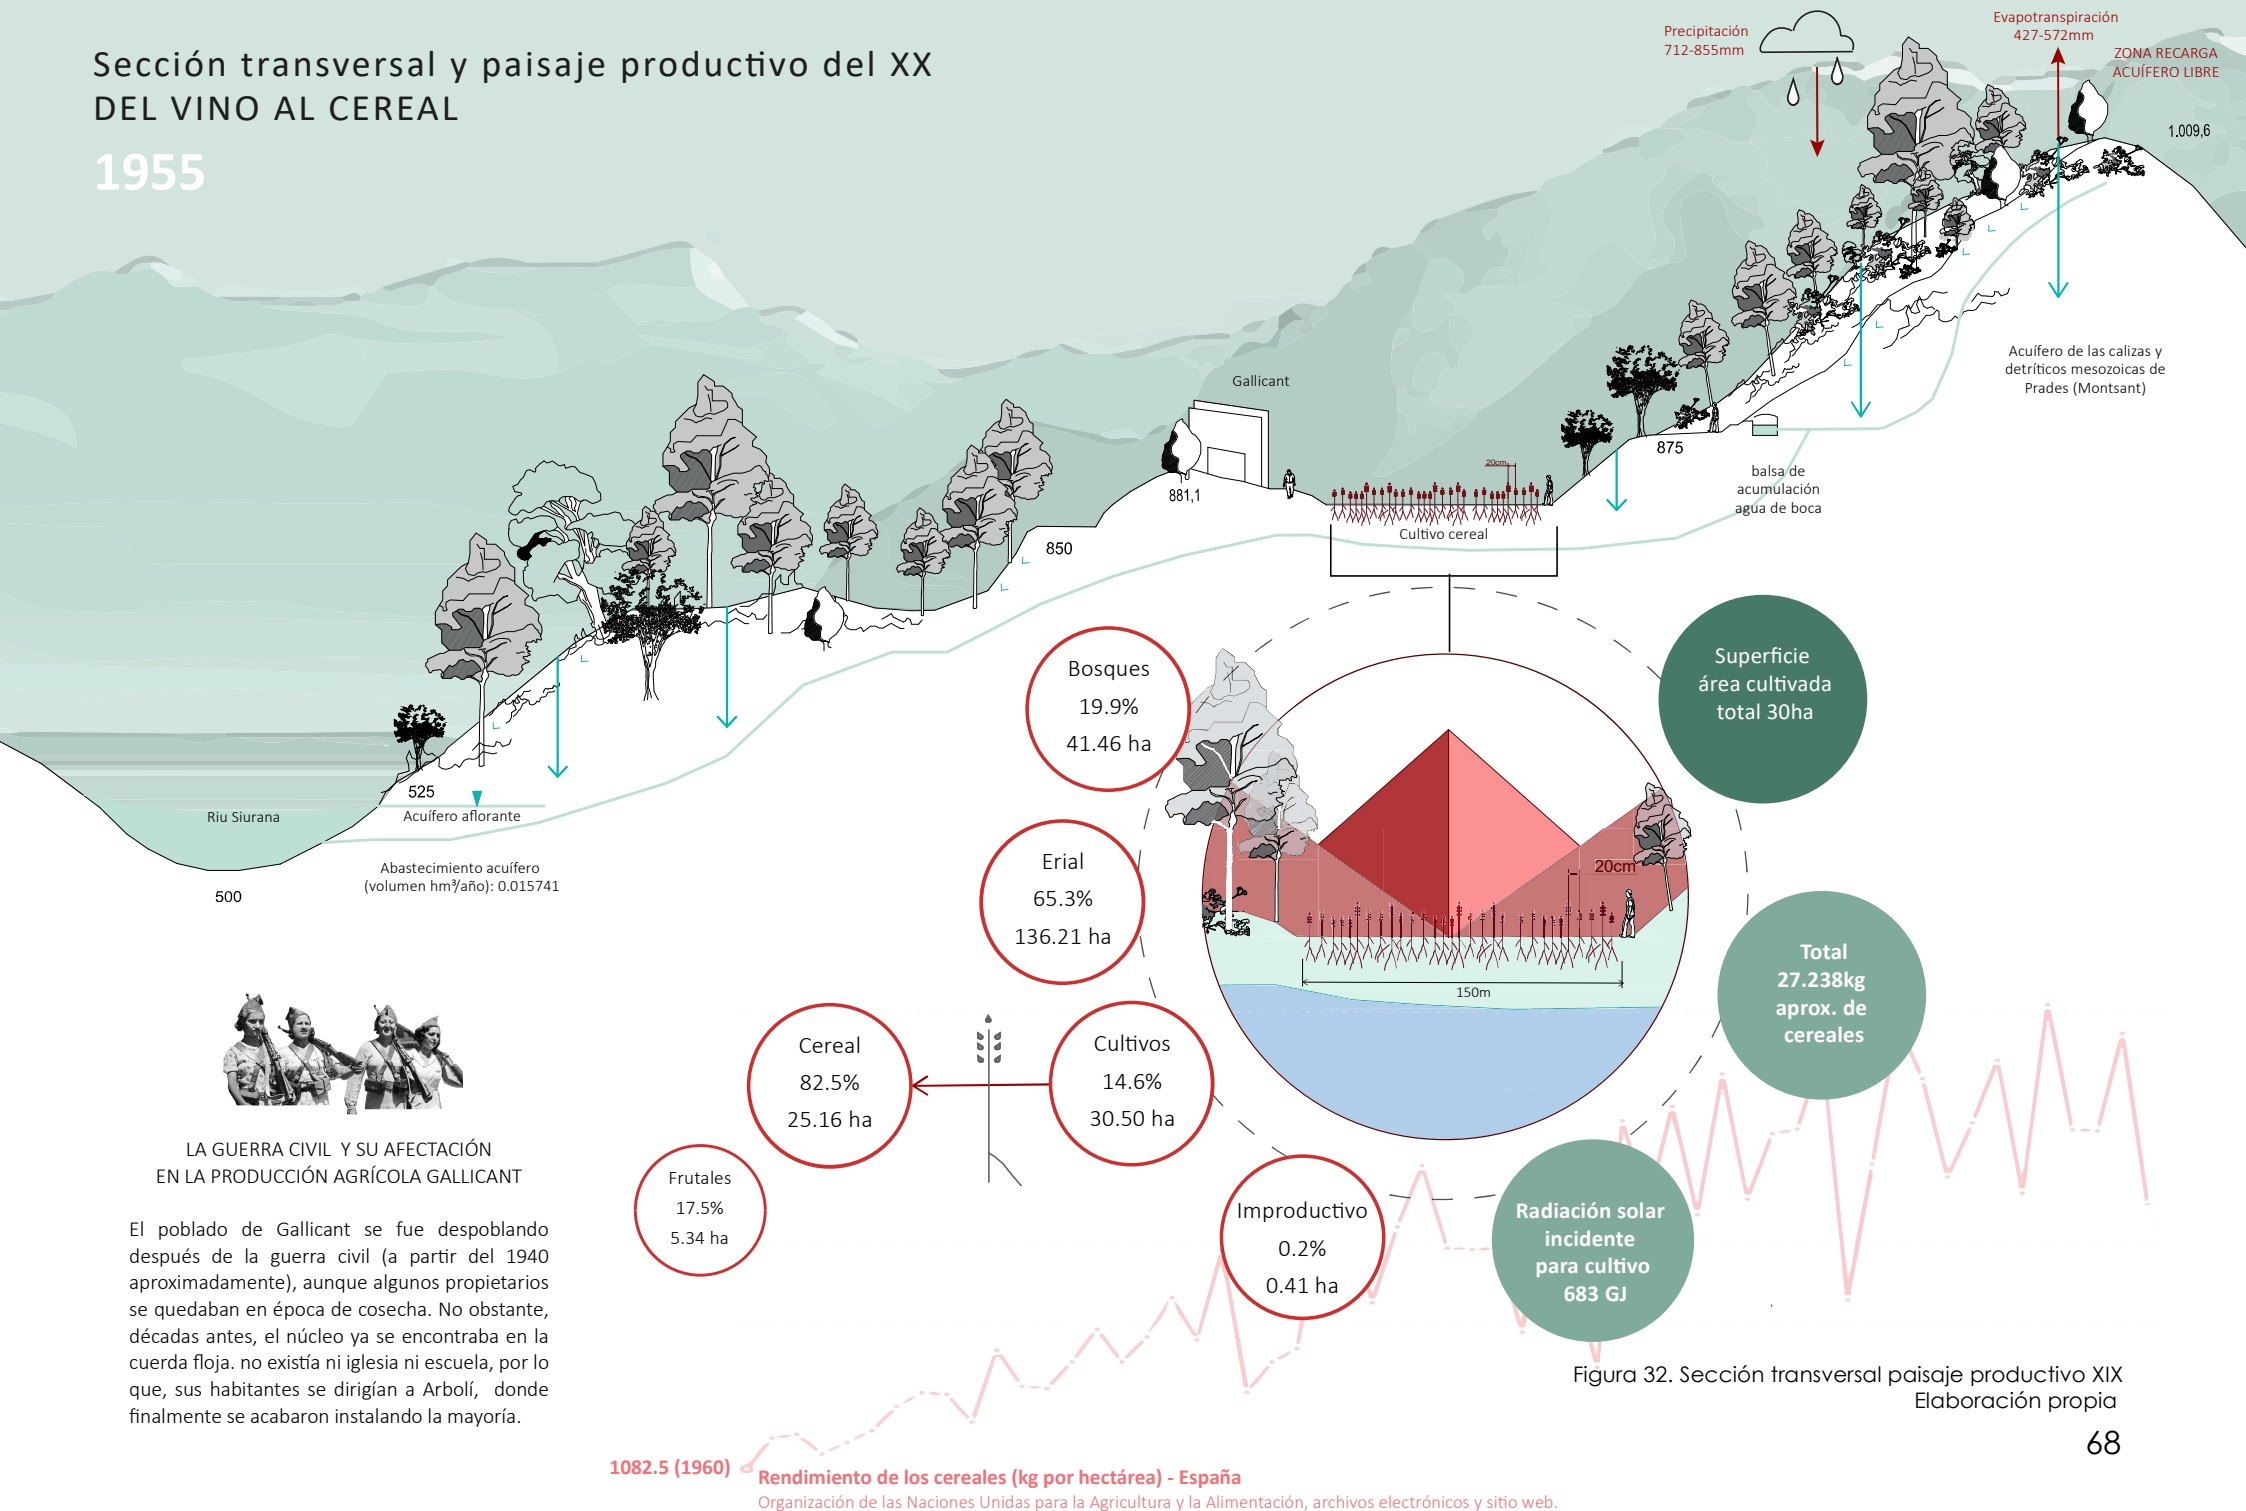 Sección transversal y paisaje productivo del XX
DEL VINO AL CEREAL
1955
Precipitación
712-855mm
Evapotranspiración
427-572mm
ZONA RECARGA
ACUÍFERO LIBRE
1.009,6
Acuífero de las calizas y
detríticos mesozoicas de
Prades (Montsant)
Gallicant
881,1
20cm
Cultivo cereal
875
balsa de
acumulación
agua de boca
850
525
Acuífero aflorante
Riu Siurana
500
Abastecimiento acuífero
(volumen hm³/año): 0.015741
Bosques
19.9%
41.46 ha
Erial
65.3%
136.21 ha
Cultivos
14.6%
30.50 ha
Cereal
82.5%
25.16 ha
Frutales
17.5%
5.34 ha
Improductivo
0.2%
0.41 ha
20cm
150m
Superficie
área cultivada
total 30ha
Total
27.238kg
aprox. de
cereales
Radiación solar
incidente
para cultivo
683 GJ
LA GUERRA CIVIL Y SU AFECTACIÓN
EN LA PRODUCCIÓN AGRÍCOLA GALLICANT
El poblado de Gallicant se fue despoblando
después de la guerra civil (a partir del 1940
aproximadamente), aunque algunos propietarios
se quedaban en época de cosecha. No obstante,
décadas antes, el núcleo ya se encontraba en la
cuerda floja. no existía ni iglesia ni escuela, por lo
que, sus habitantes se dirigían a Arbolí, donde
finalmente se acabaron instalando la mayoría.
1082.5 (1960)
Rendimiento de los cereales (kg por hectárea) - España
Organización de las Naciones Unidas para la Agricultura y la Alimentación, archivos electrónicos y sitio web.
Figura 32. Sección transversal paisaje productivo XIX
Elaboración propia
68